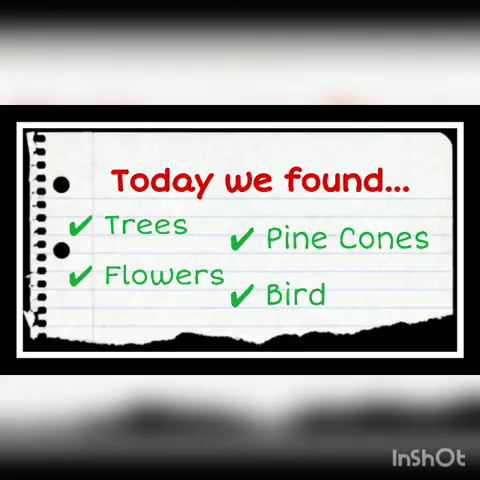 Today we found...
✔ Trees
✔ Flowers
✔ Pine Cones
✔ Bird
InShOt